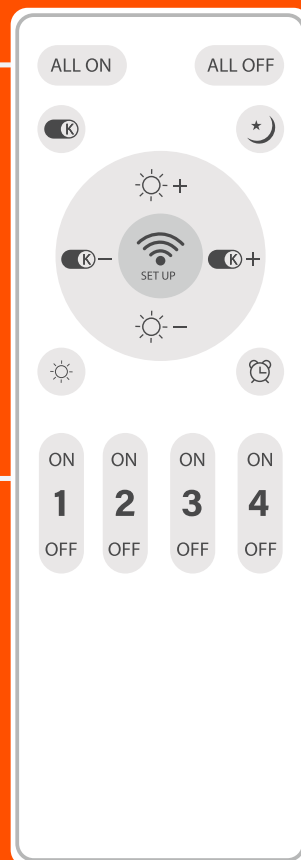 ALL ON ALL OFF
K
+
K− K+
SET UP
−
ON ON ON ON
1 2 3 4
OFF OFF OFF OFF